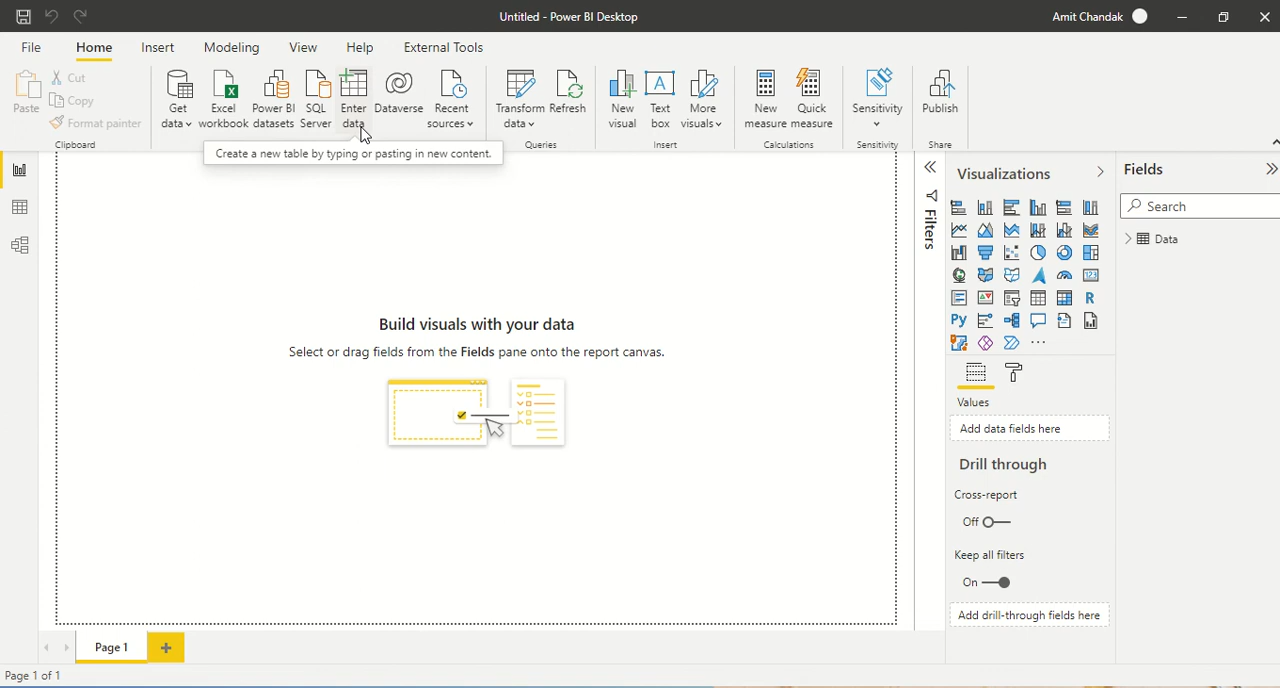 Untitled - Power BI Desktop
Amit Chandak
File Home Insert Modeling View Help External Tools
Paste
Cut
Copy
Format painter
Clipboard
Get data
Excel workbook
Power BI datasets
SQL Server
Enter data
Dataverse
Recent sources
Transform data
Refresh
Queries
New visual
Text box
More visuals
Insert
New measure
Quick measure
Calculations
Sensitivity
Sensitivity
Publish
Share
Create a new table by typing or pasting in new content.
Build visuals with your data
Select or drag fields from the Fields pane onto the report canvas.
Filters
Visualizations
123
R
Py
Values
Add data fields here
Drill through
Cross-report
Off
Keep all filters
On
Add drill-through fields here
Fields
Search
Data
Page 1
Page 1 of 1